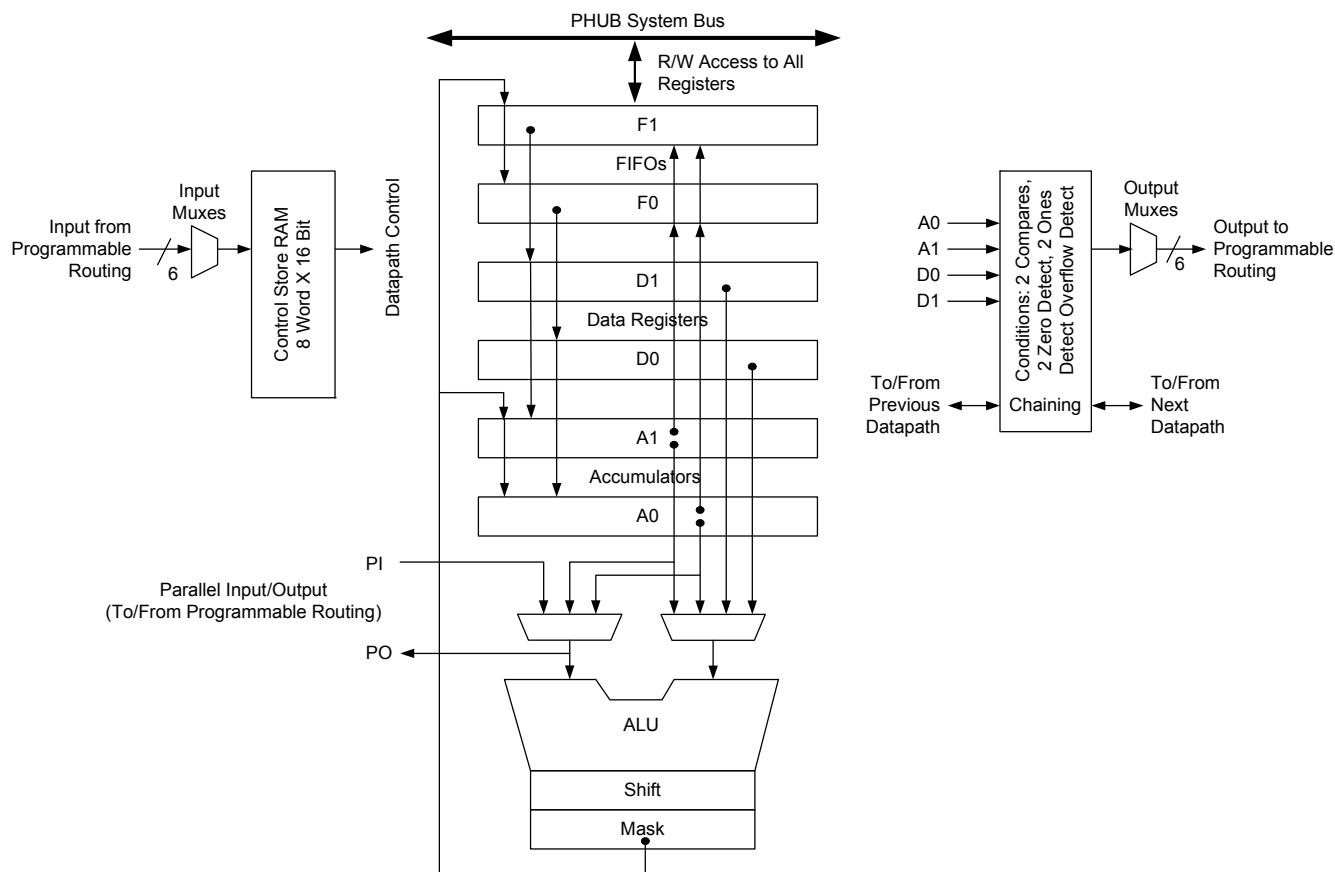 PHUB System Bus
R/W Access to All
Registers
F1
FIFOs
F0
D1
Data Registers
D0
A1
Accumulators
A0
Input from
Programmable
Routing
6
Input
Muxes
Control Store RAM
8 Word X 16 Bit
Datapath Control
A0
A1
D0
D1
Conditions: 2 Compares,
2 Zero Detect, 2 Ones
Detect Overflow Detect
Output
Muxes
6
Output to
Programmable
Routing
To/From
Previous
Datapath
Chaining
To/From
Next
Datapath
PI
Parallel Input/Output
(To/From Programmable Routing)
PO
ALU
Shift
Mask